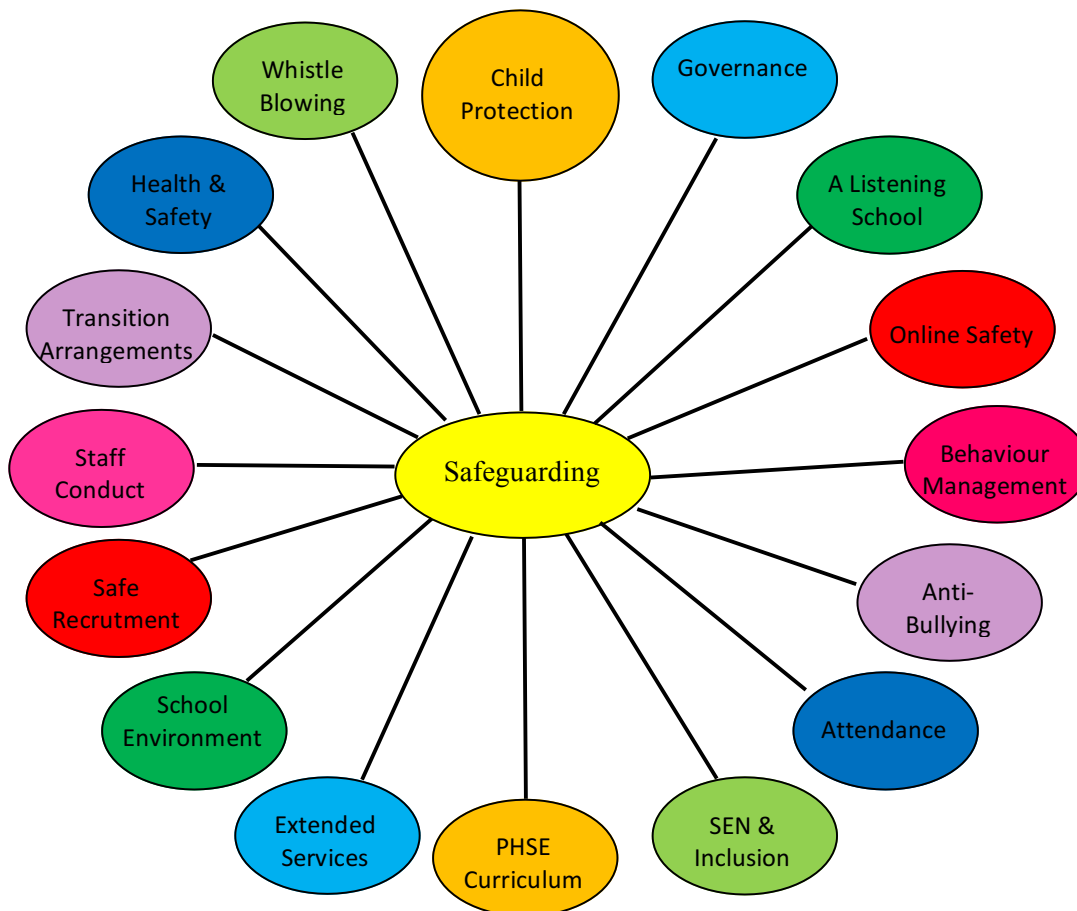 Whistle
Blowing
Child
Protection
Governance
Health &
Safety
A Listening
School
Transition
Arrangements
Online Safety
Staff
Conduct
Safeguarding
Behaviour
Management
Safe
Recrutment
Anti-
Bullying
School
Environment
Attendance
Extended
Services
PHSE
Curriculum
SEN &
Inclusion